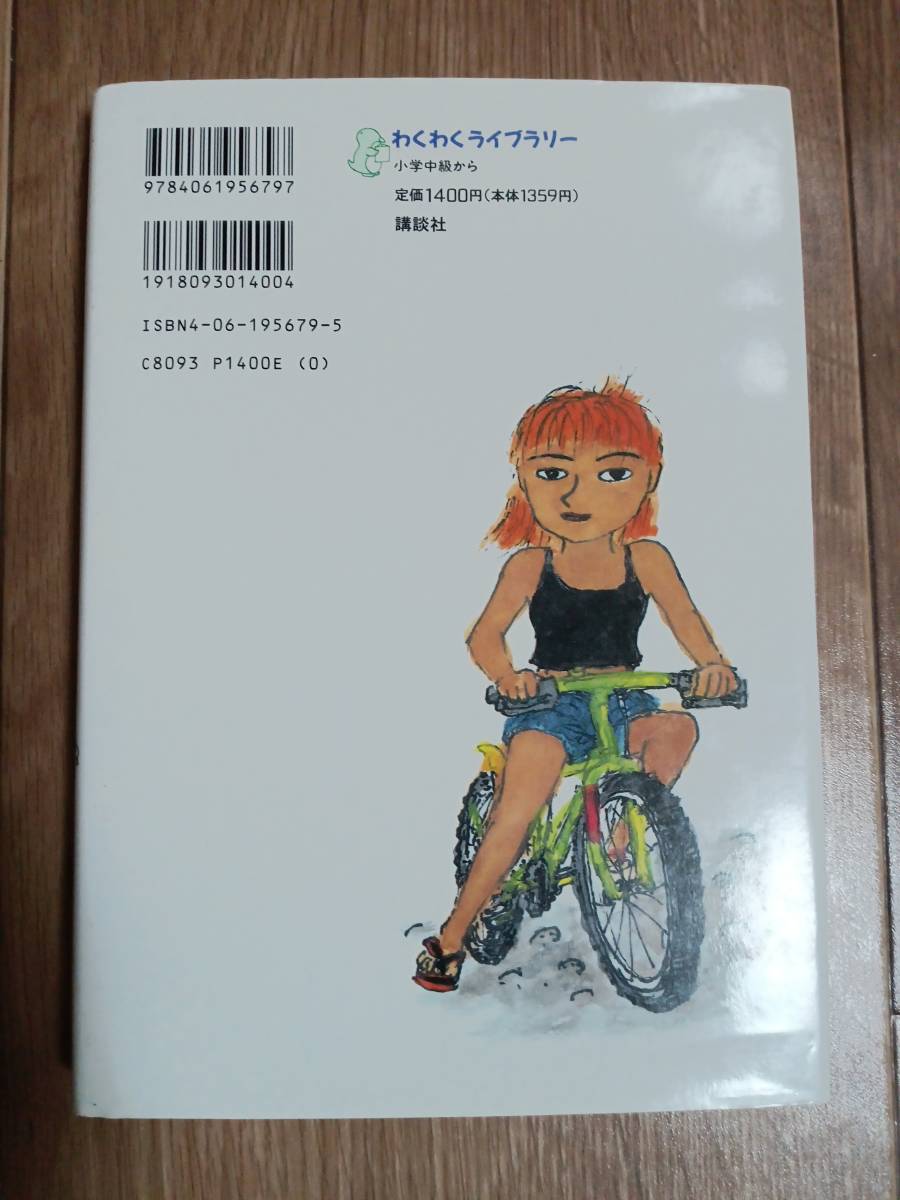 9784061956797
1918093014004
ISBN4-06-195679-5
C8093 P1400E (0)
わくわくライブラリー
小学中級から
定価1400円(本体1359円)
講談社